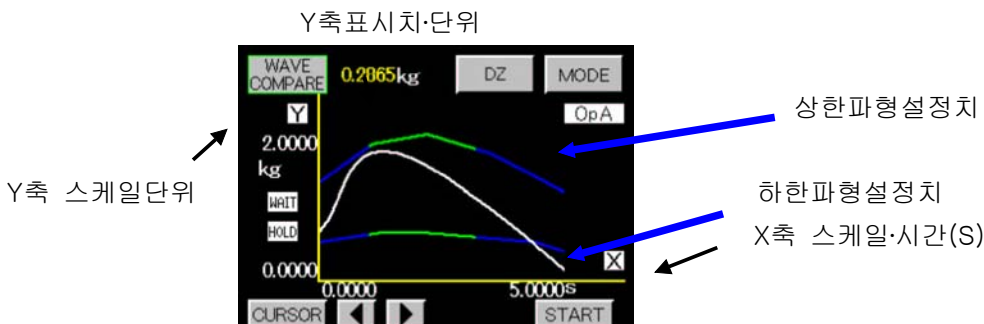 Y축표시치·단위
WAVE COMPARE 0.2865kg DZ MODE
Y OpA
상한파형설정치
2.0000
kg
Y축 스케일단위
WAIT
하한파형설정치
HOLD
X축 스케일·시간(S)
X
0.0000
0.0000 5.0000s
CURSOR START